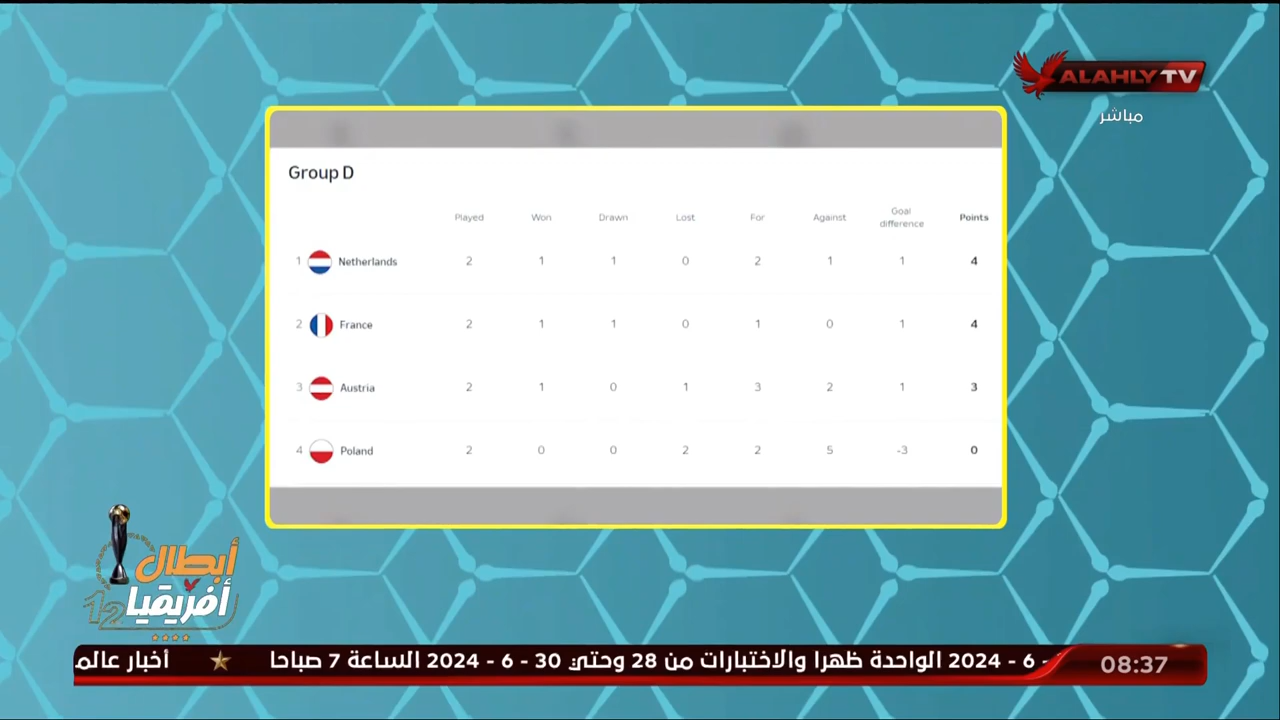 ALAHLY TV
مباشر
Group D
Played Won Drawn Lost For Against Goal difference Points
1 Netherlands 2 1 1 0 2 1 1 4
2 France 2 1 1 0 1 0 1 4
3 Austria 2 1 0 1 3 2 1 3
4 Poland 2 0 0 2 2 5 -3 0
أبطال
أفريقيا
12
- 6 - 2024 الواحدة ظهرا والاختبارات من 28 وحتي 30 - 6 - 2024 الساعة 7 صباحا ★ أخبار
08:37